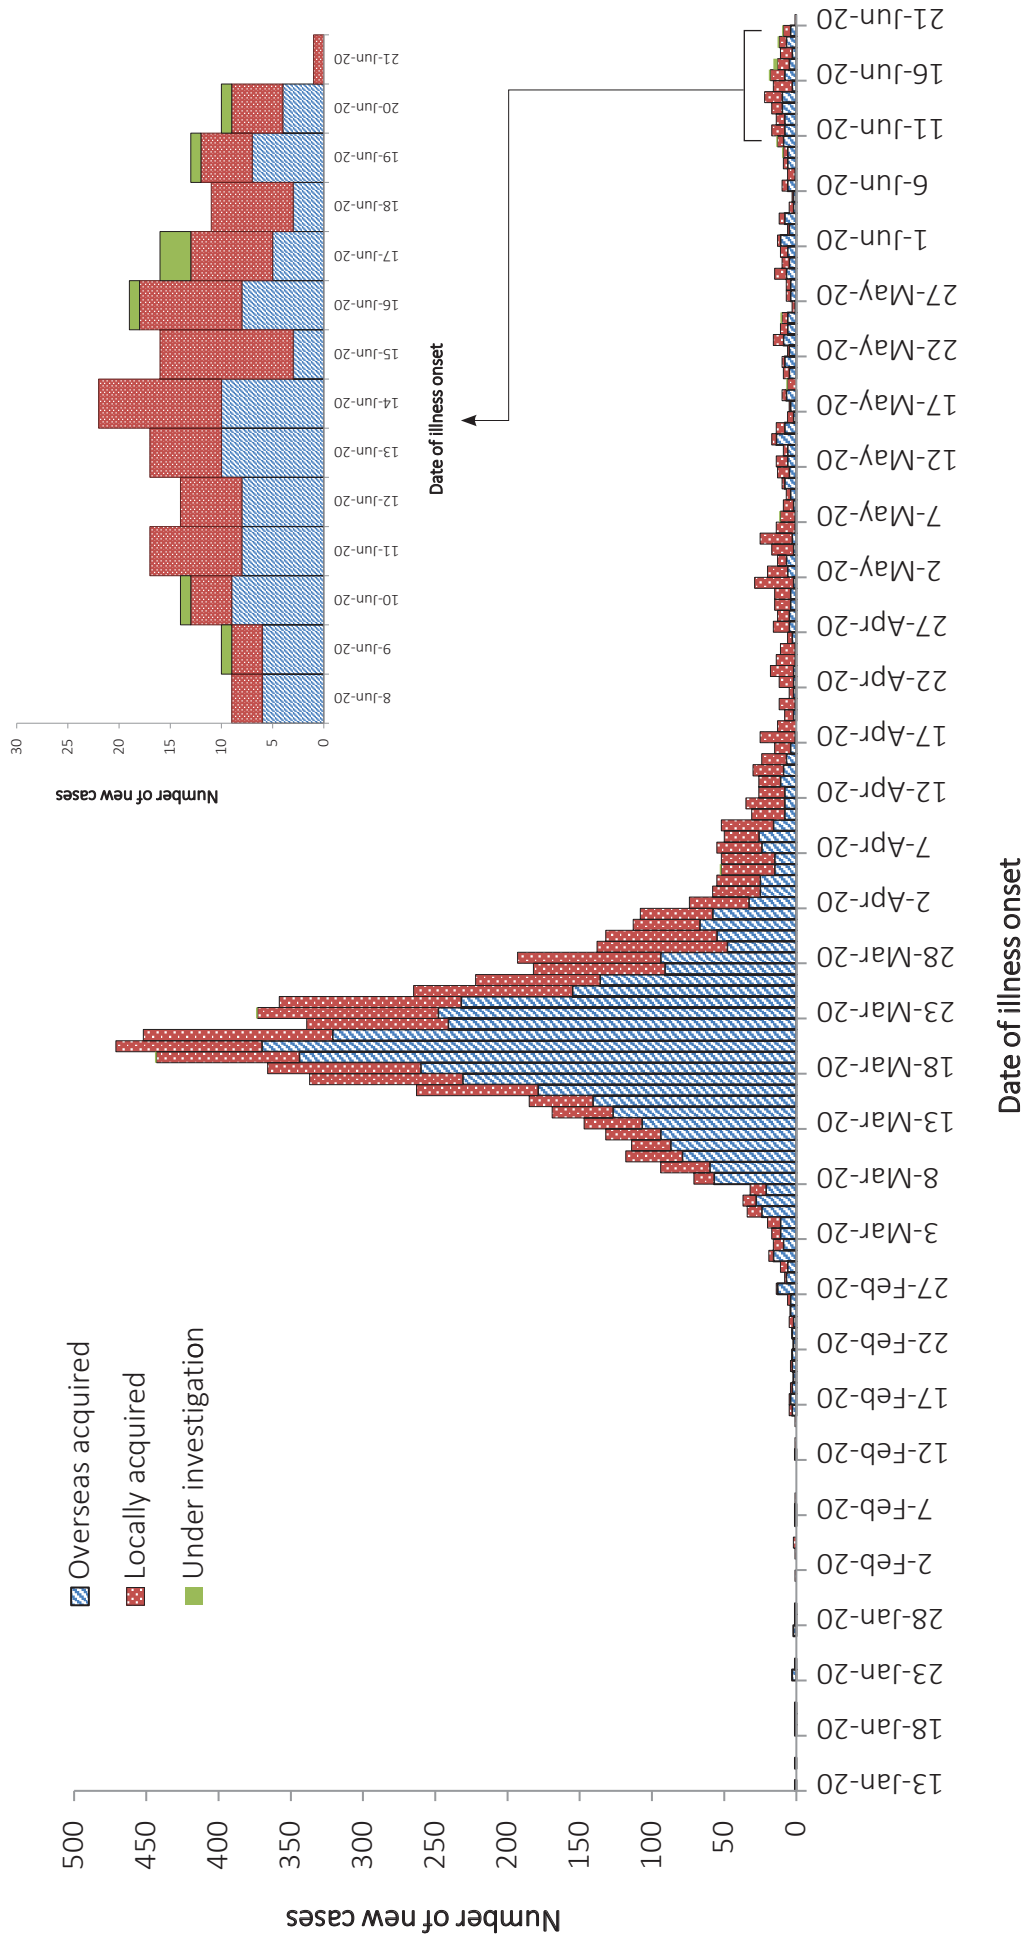 Number of new cases
500
450
400
350
300
250
200
150
100
50
0
13-Jan-20
18-Jan-20
23-Jan-20
28-Jan-20
2-Feb-20
7-Feb-20
12-Feb-20
17-Feb-20
22-Feb-20
27-Feb-20
3-Mar-20
8-Mar-20
13-Mar-20
18-Mar-20
23-Mar-20
28-Mar-20
2-Apr-20
7-Apr-20
12-Apr-20
17-Apr-20
22-Apr-20
27-Apr-20
2-May-20
7-May-20
12-May-20
17-May-20
22-May-20
27-May-20
1-Jun-20
6-Jun-20
11-Jun-20
16-Jun-20
21-Jun-20
Date of illness onset
Overseas acquired
Locally acquired
Under investigation
Number of new cases
30
25
20
15
10
5
0
8-Jun-20
9-Jun-20
10-Jun-20
11-Jun-20
12-Jun-20
13-Jun-20
14-Jun-20
15-Jun-20
16-Jun-20
17-Jun-20
18-Jun-20
19-Jun-20
20-Jun-20
21-Jun-20
Date of illness onset